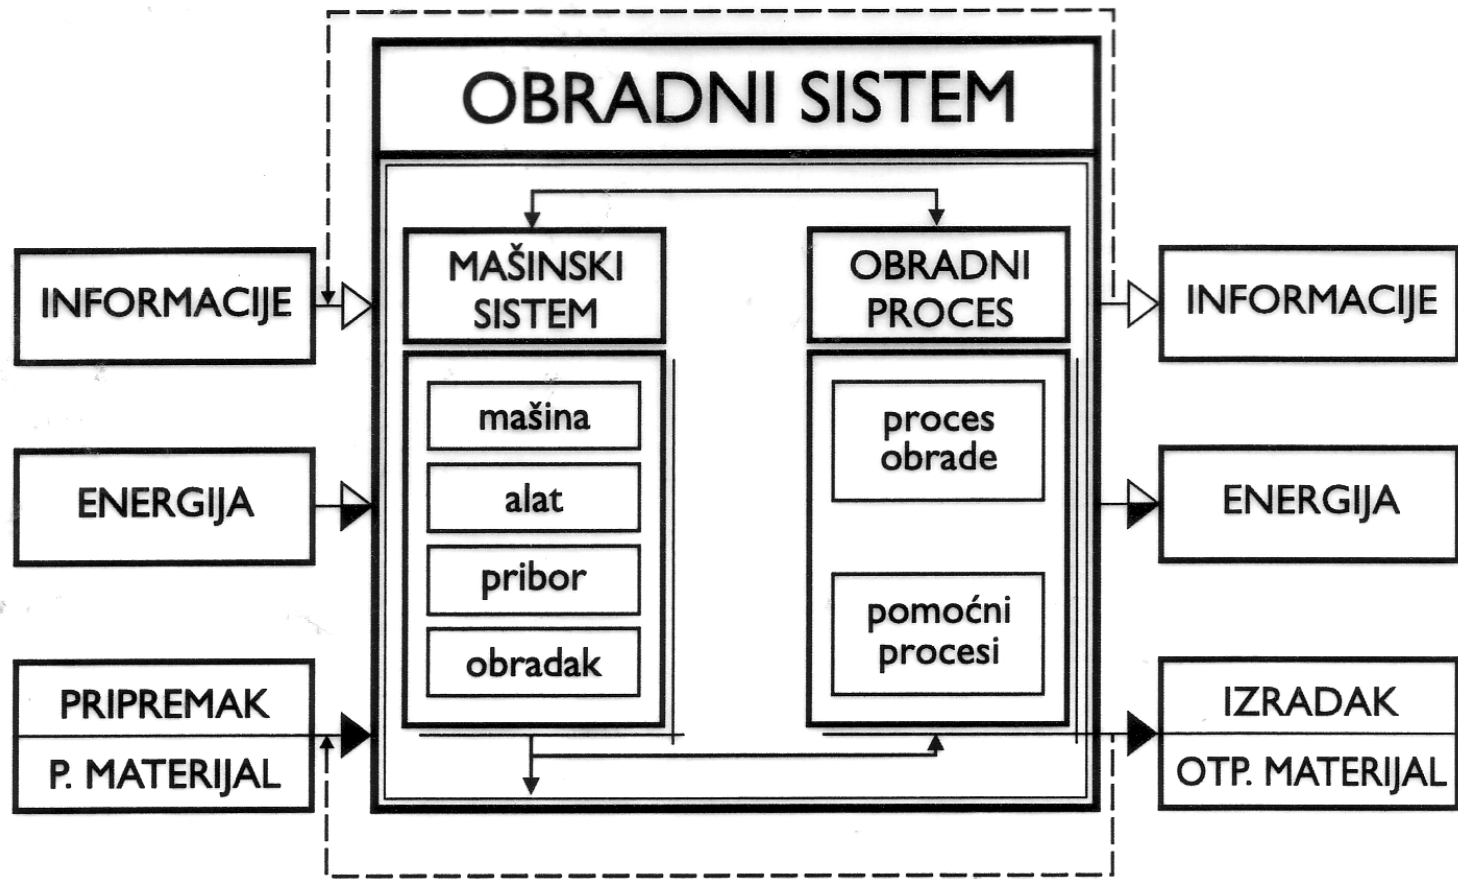 OBRADNI SISTEM
INFORMACIJE
ENERGIJA
PRIPREMAK
P. MATERIJAL
MAŠINSKI
SISTEM
mašina
alat
pribor
obradak
OBRADNI
PROCES
proces
obrade
pomoćni
procesi
INFORMACIJE
ENERGIJA
IZRADAK
OTP. MATERIJAL